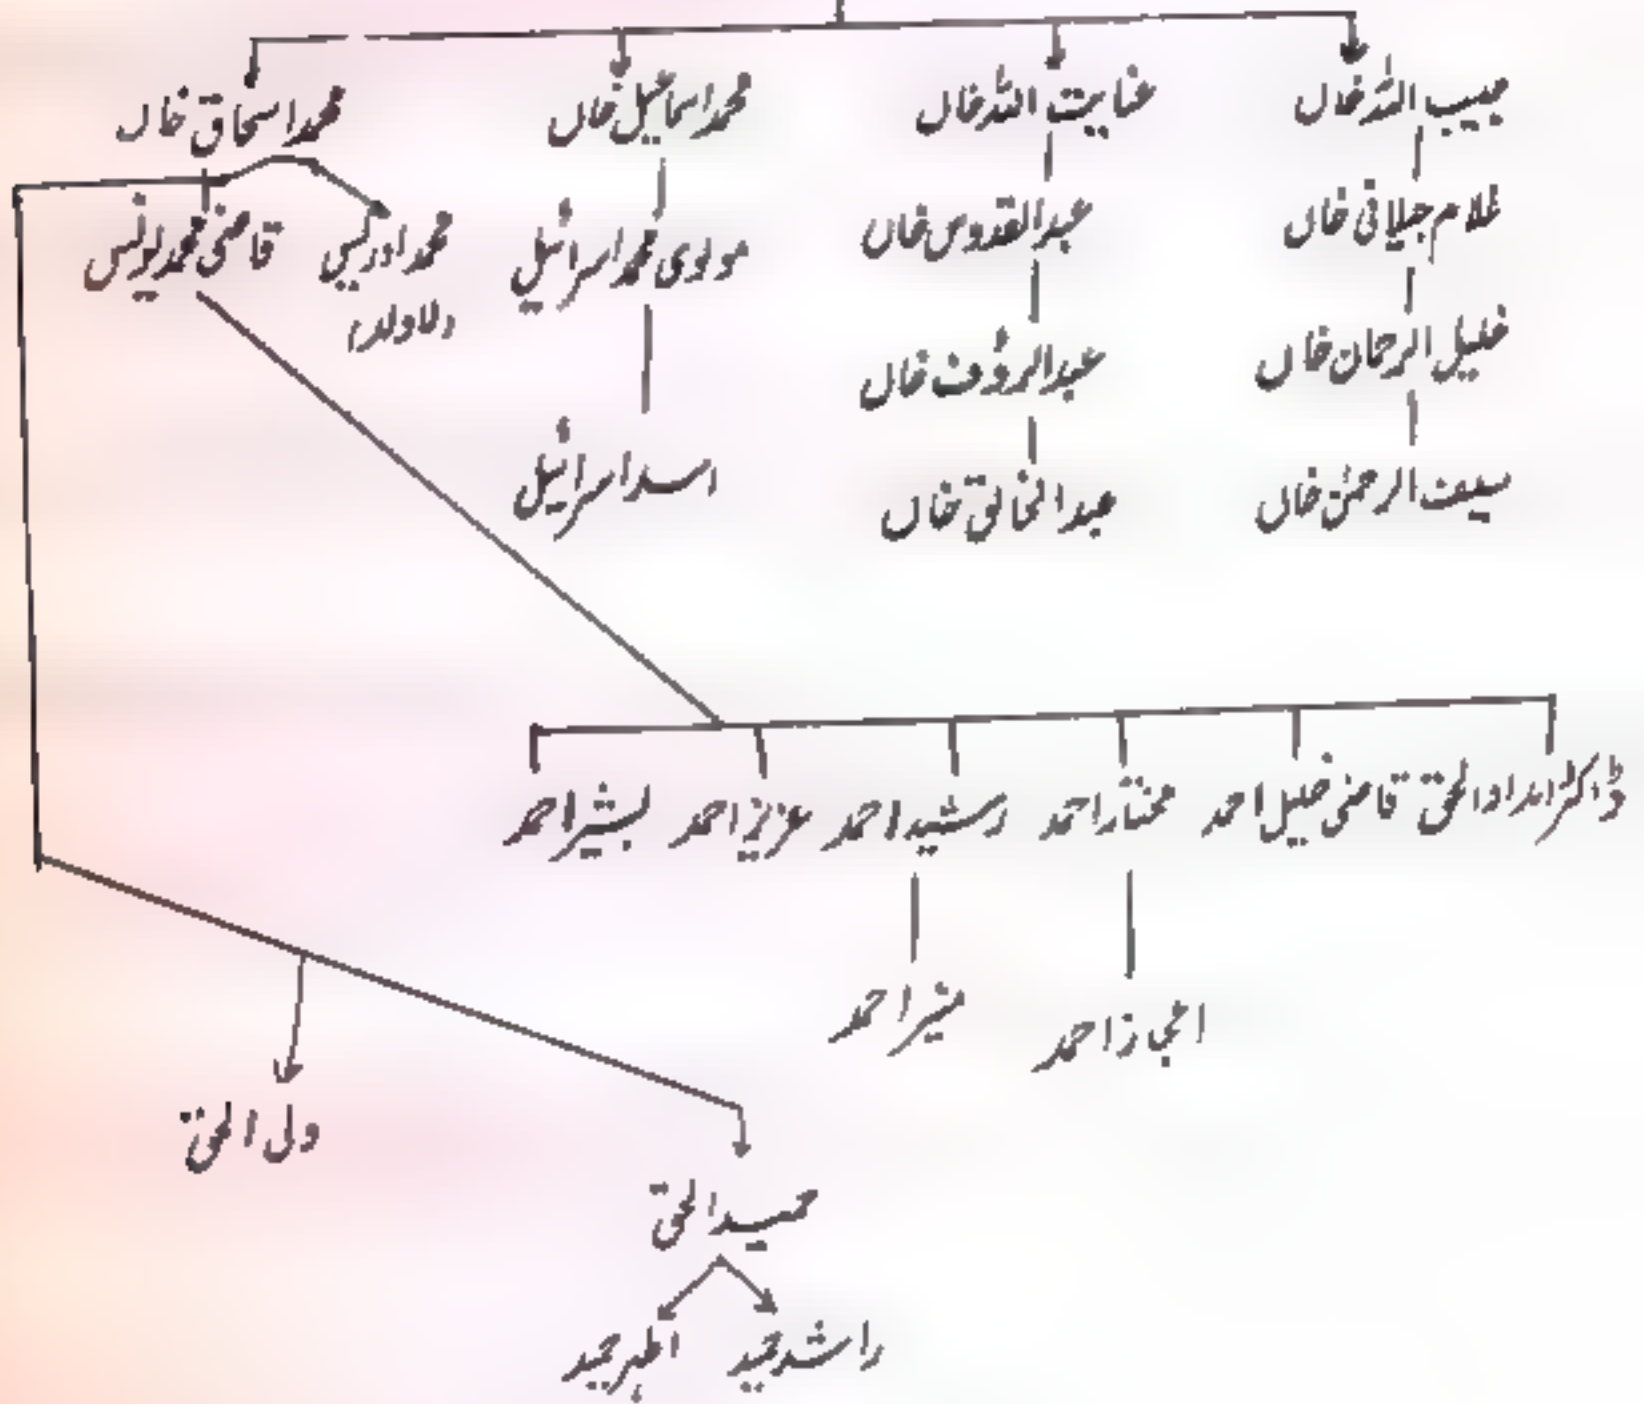 حبیب اللہ خاں عنایت اللہ خاں محمد اسماعیل خاں محمد اسحاق خاں
غلام جیلانی خاں عبدالقدوس خاں مولوی محمد اسرائیل محمد ادریس قاضی محمد یونس
(لاولد)
خلیل الرحمان خاں عبدالرؤف خاں
سیف الرحمٰن خاں عبدالخالق خاں اسد اسرائیل
ڈاکٹر امداد الحق قاضی خلیل احمد مختار احمد رشید احمد عزیز احمد بشیر احمد
اعجاز احمد منیر احمد
ولی الحق
حمید الحق
راشد حمید اطہر حمید